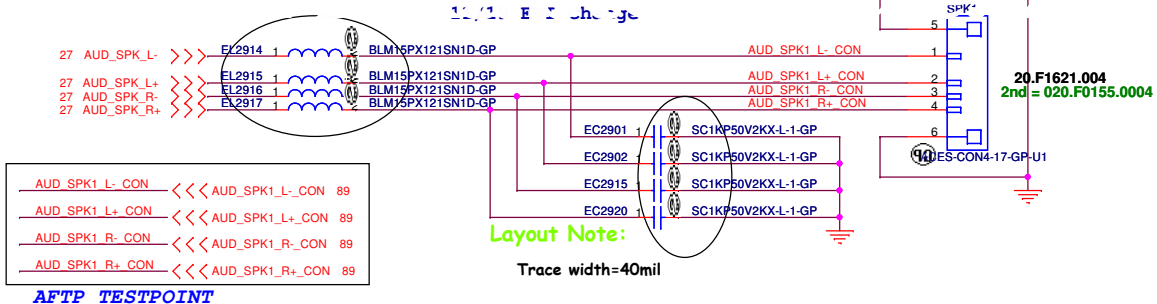 SPK1
5
27 AUD_SPK_L- EL2914 1 BLM15PX121SN1D-GP AUD_SPK1_L-_CON 1
27 AUD_SPK_L+ EL2915 1 BLM15PX121SN1D-GP AUD_SPK1_L+_CON 2
27 AUD_SPK_R- EL2916 1 BLM15PX121SN1D-GP AUD_SPK1_R-_CON 3
27 AUD_SPK_R+ EL2917 1 BLM15PX121SN1D-GP AUD_SPK1_R+_CON 4
20.F1621.004
2nd = 020.F0155.0004
6
EC2901 1 SC1KP50V2KX-L-1-GP
EC2902 1 SC1KP50V2KX-L-1-GP
EC2915 1 SC1KP50V2KX-L-1-GP
EC2920 1 SC1KP50V2KX-L-1-GP
ES-CON4-17-GP-U1
AUD_SPK1_L-_CON AUD_SPK1_L-_CON 89
AUD_SPK1_L+_CON AUD_SPK1_L+_CON 89
AUD_SPK1_R-_CON AUD_SPK1_R-_CON 89
AUD_SPK1_R+_CON AUD_SPK1_R+_CON 89
Layout Note:
Trace width=40mil
AFTP TESTPOINT